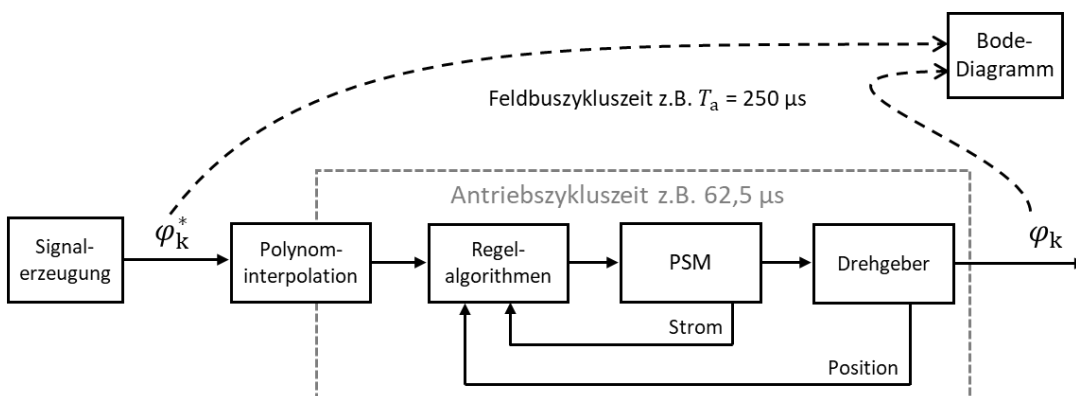 Bode-
Diagramm
Feldbuszykluszeit z.B. Tₐ = 250 µs
Antriebszykluszeit z.B. 62,5 µs
Signal-
erzeugung
φ*ₖ
Polynom-
interpolation
Regel-
algorithmen
PSM
Drehgeber
φₖ
Strom
Position